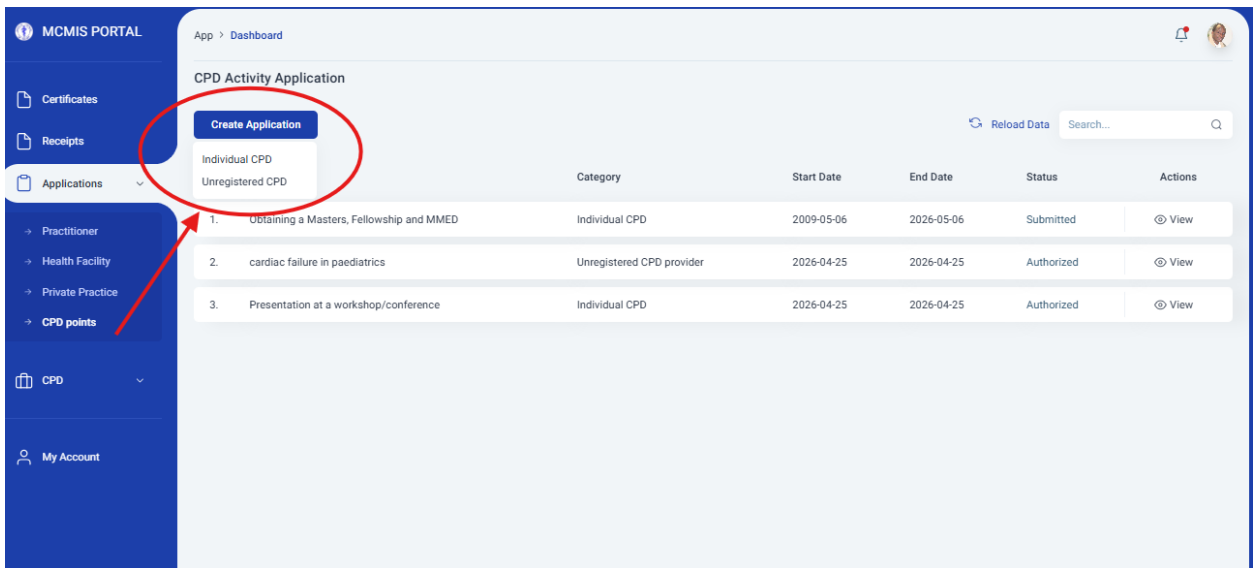 MCMIS PORTAL
App > Dashboard
CPD Activity Application
Certificates
Receipts
Applications
Practitioner
Health Facility
Private Practice
CPD points
CPD
My Account
Create Application
Individual CPD
Unregistered CPD
Reload Data Search...
Category Start Date End Date Status Actions
1. Obtaining a Masters, Fellowship and MMED Individual CPD 2009-05-06 2026-05-06 Submitted View
2. cardiac failure in paediatrics Unregistered CPD provider 2026-04-25 2026-04-25 Authorized View
3. Presentation at a workshop/conference Individual CPD 2026-04-25 2026-04-25 Authorized View